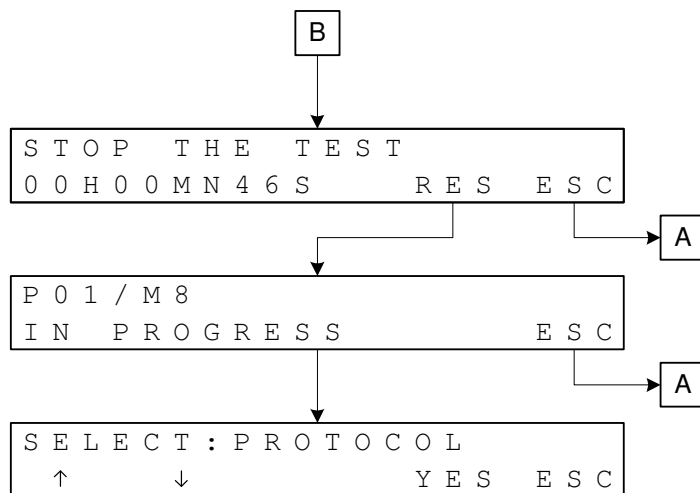 B
STOP THE TEST
00H00MN46S RES ESC
A
P01/M8
IN PROGRESS ESC
A
SELECT:PROTOCOL
↑ ↓ YES ESC